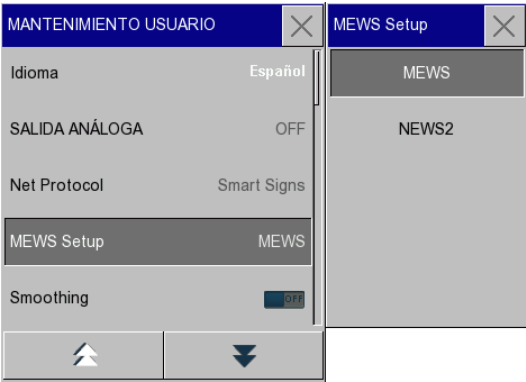 MANTENIMIENTO USUARIO
Idioma Español
SALIDA ANÁLOGA OFF
Net Protocol Smart Signs
MEWS Setup MEWS
Smoothing OFF
MEWS Setup
MEWS
NEWS2